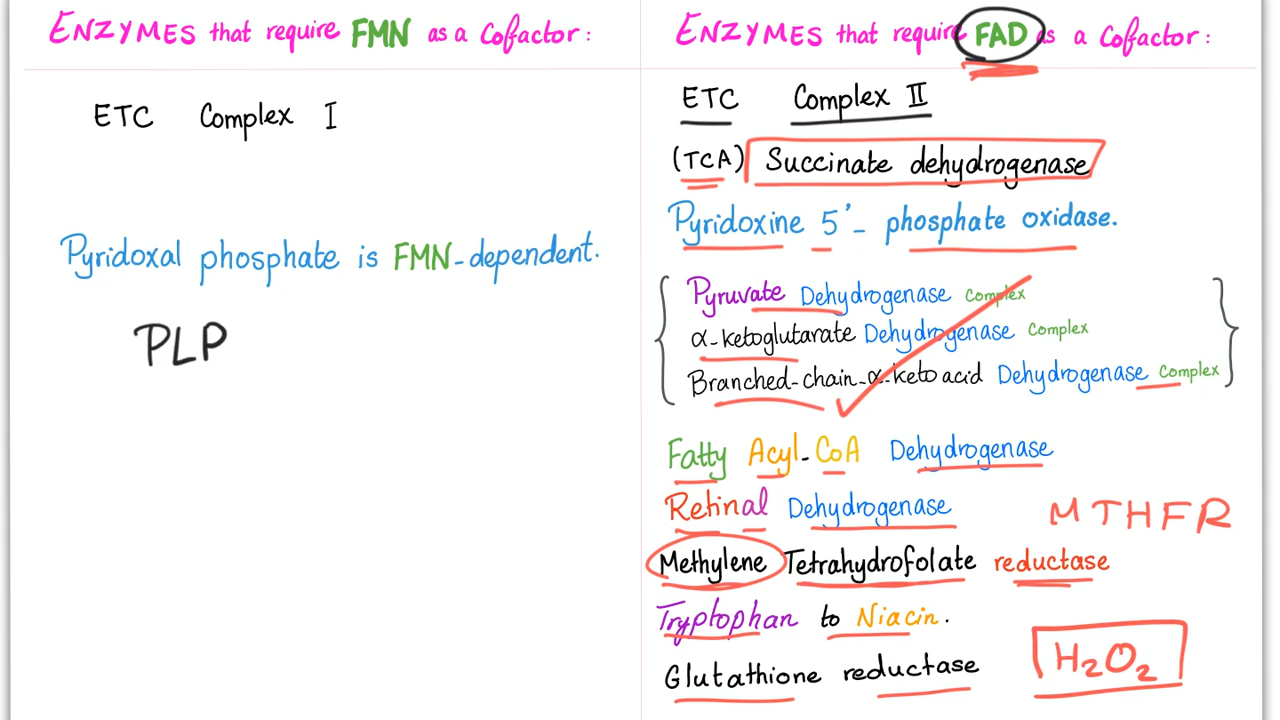 ENZYMES that require FMN as a Cofactor:
ETC Complex I
Pyridoxal phosphate is FMN-dependent.
PLP
ENZYMES that require FAD as a Cofactor:
ETC Complex II
(TCA) Succinate dehydrogenase
Pyridoxine 5'- phosphate oxidase.
Pyruvate Dehydrogenase Complex
α-ketoglutarate Dehydrogenase Complex
Branched-chain-α-ketoacid Dehydrogenase Complex
Fatty Acyl-CoA Dehydrogenase
Retinal Dehydrogenase
MTHFR
Methylene Tetrahydrofolate reductase
Tryptophan to Niacin.
Glutathione reductase
H₂O₂